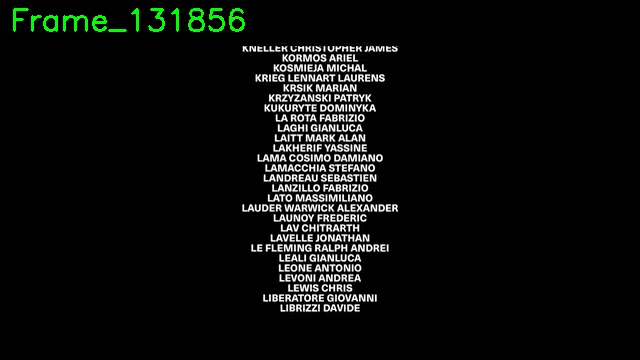 Frame_131856
KNELLER CHRISTOPHER JAMES
KORMOS ARIEL
KOSMIEJA MICHAL
KRIEG LENNART LAURENS
KRSIK MARIAN
KRZYZANSKI PATRYK
KUKURYTE DOMINYKA
LA ROTA FABRIZIO
LAGHI GIANLUCA
LAITT MARK ALAN
LAKHERIF YASSINE
LAMA COSIMO DAMIANO
LAMACCHIA STEFANO
LANDREAU SEBASTIEN
LANZILLO FABRIZIO
LATO MASSIMILIANO
LAUDER WARWICK ALEXANDER
LAUNOY FREDERIC
LAV CHITRARTH
LAVELLE JONATHAN
LE FLEMING RALPH ANDREI
LEALI GIANLUCA
LEONE ANTONIO
LEVONI ANDREA
LEWIS CHRIS
LIBERATORE GIOVANNI
LIBRIZZI DAVIDE